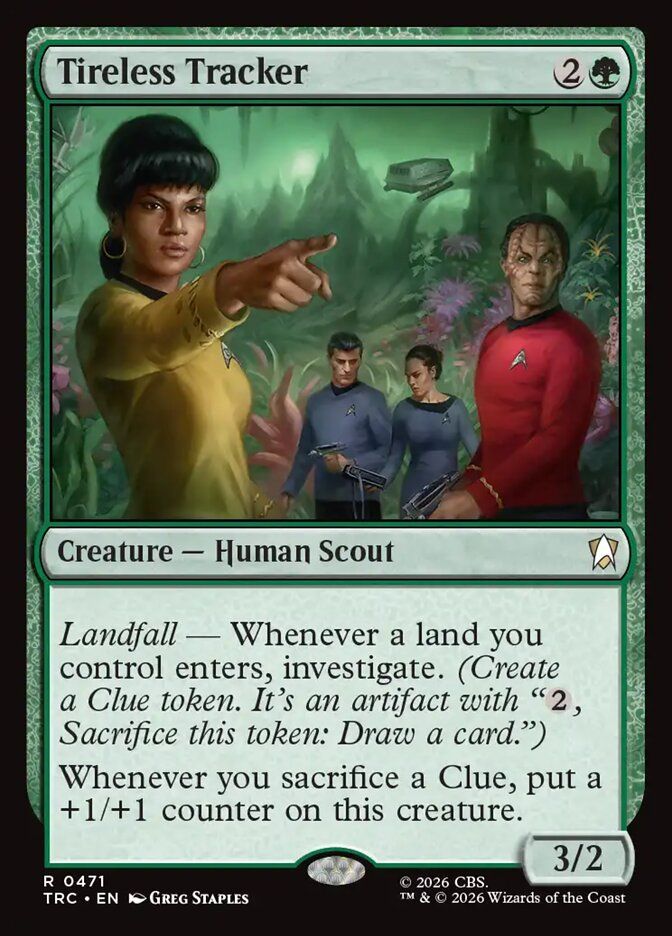 Tireless Tracker 2
Creature — Human Scout
Landfall — Whenever a land you
control enters, investigate. (Create
a Clue token. It's an artifact with “2,
Sacrifice this token: Draw a card.”)
Whenever you sacrifice a Clue, put a
+1/+1 counter on this creature.
3/2
R 0471
TRC • EN Greg Staples
© 2026 CBS.
™ & © 2026 Wizards of the Coast